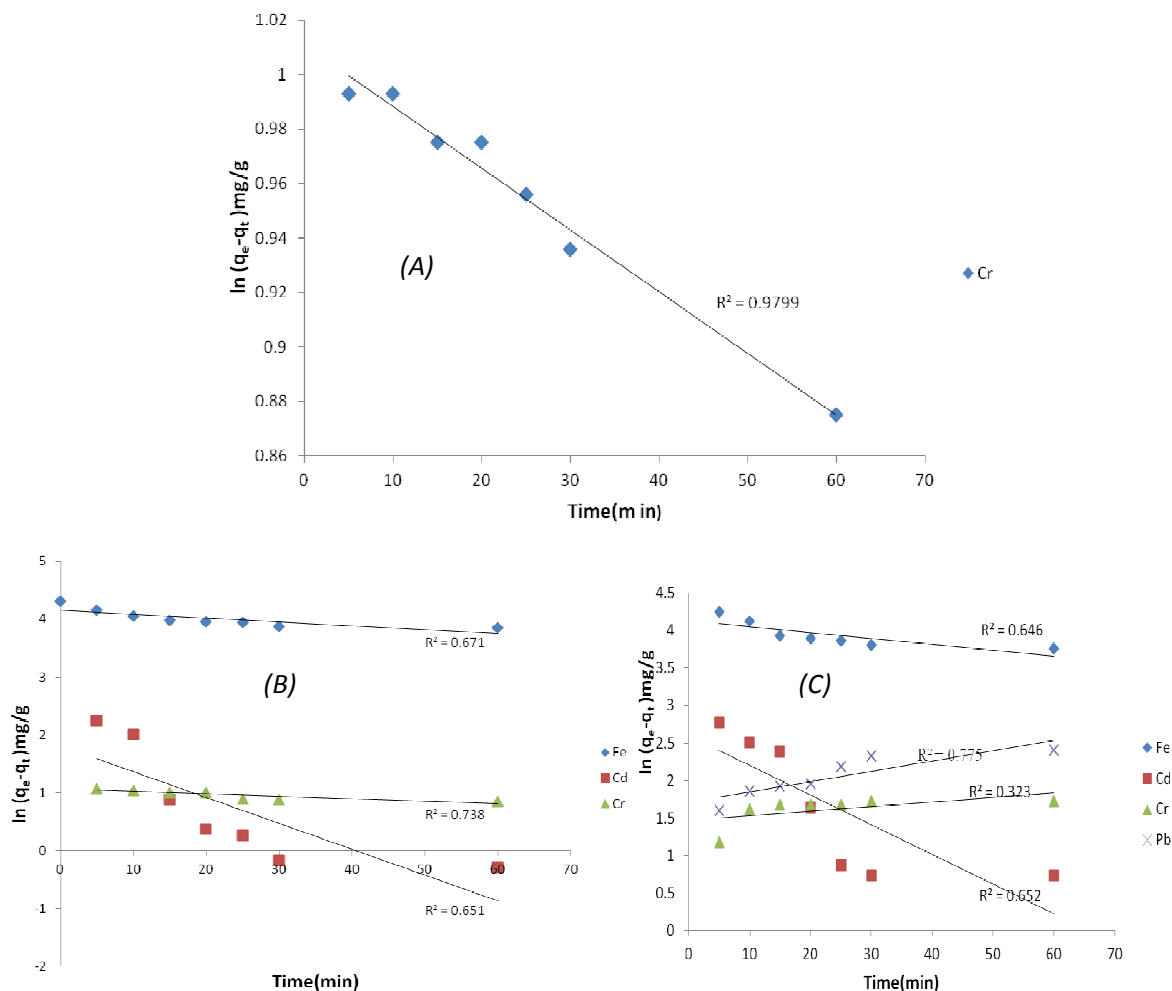 1.02
1
0.98
0.96
0.94
0.92
0.9
0.88
0.86
ln (qₑ-qₜ )mg/g
(A)
R² = 0.9799
Cr
0 10 20 30 40 50 60 70
Time(m in)
5
4
3
2
1
0
-1
-2
ln (qₑ-qₜ )mg/g
R² = 0.671
(B)
Fe
Cd
Cr
R² = 0.738
0 10 20 30 40 50 60 70
R² = 0.651
Time(min)
4.5
4
3.5
3
2.5
2
1.5
1
0.5
0
ln (qₑ-qₜ )mg/g
R² = 0.646
(C)
R² = 0.775
R² = 0.323
R² = 0.652
Fe
Cd
Cr
Pb
0 10 20 30 40 50 60 70
Time(min)